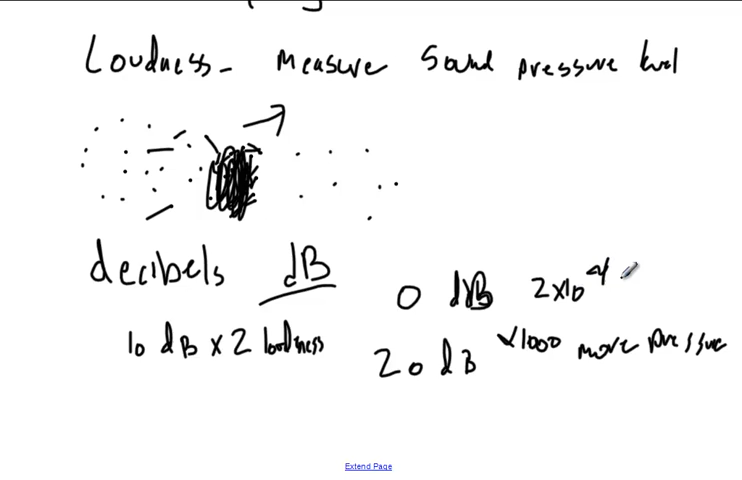 Loudness - measure sound pressure level
decibels dB
0 dB 2x10⁻⁴
10 dB x 2 loudness
20 dB x1000 more pressure
Extend Page